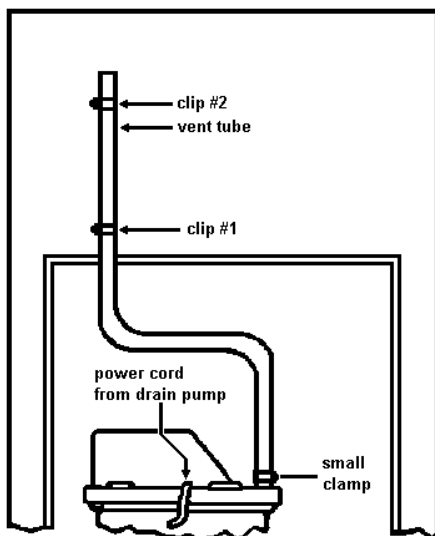 clip #2
vent tube
clip #1
power cord
from drain pump
small
clamp